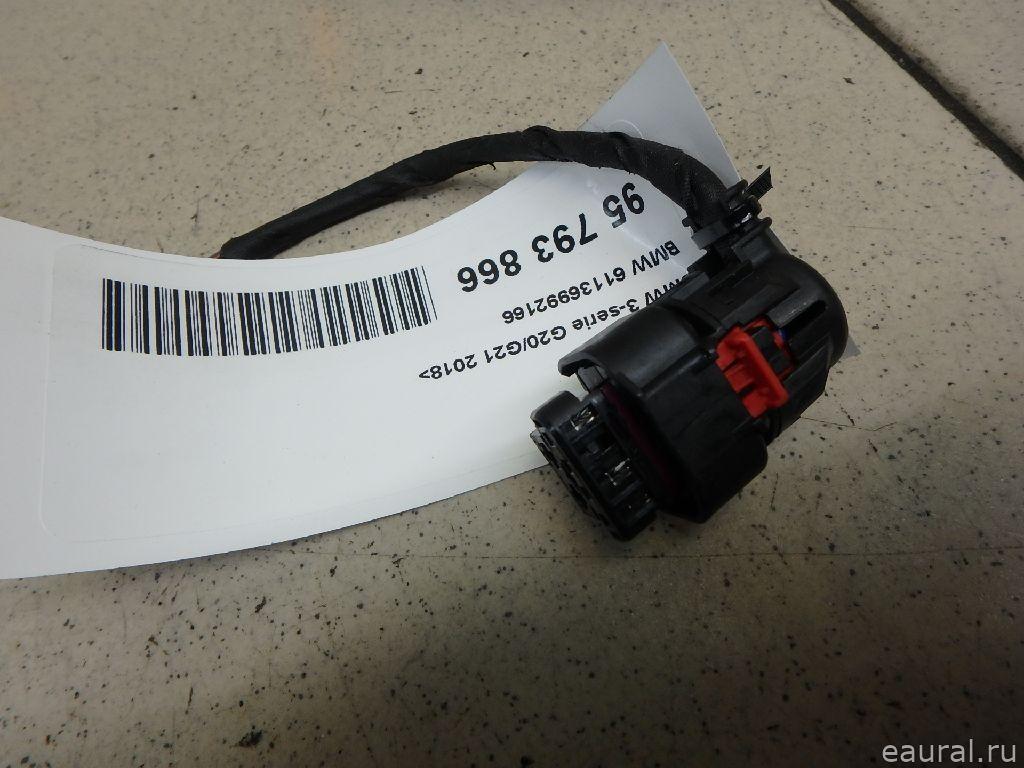 95 793 866
BMW 61136992166
BMW 3-serie G20/G21 2018>
eaural.ru